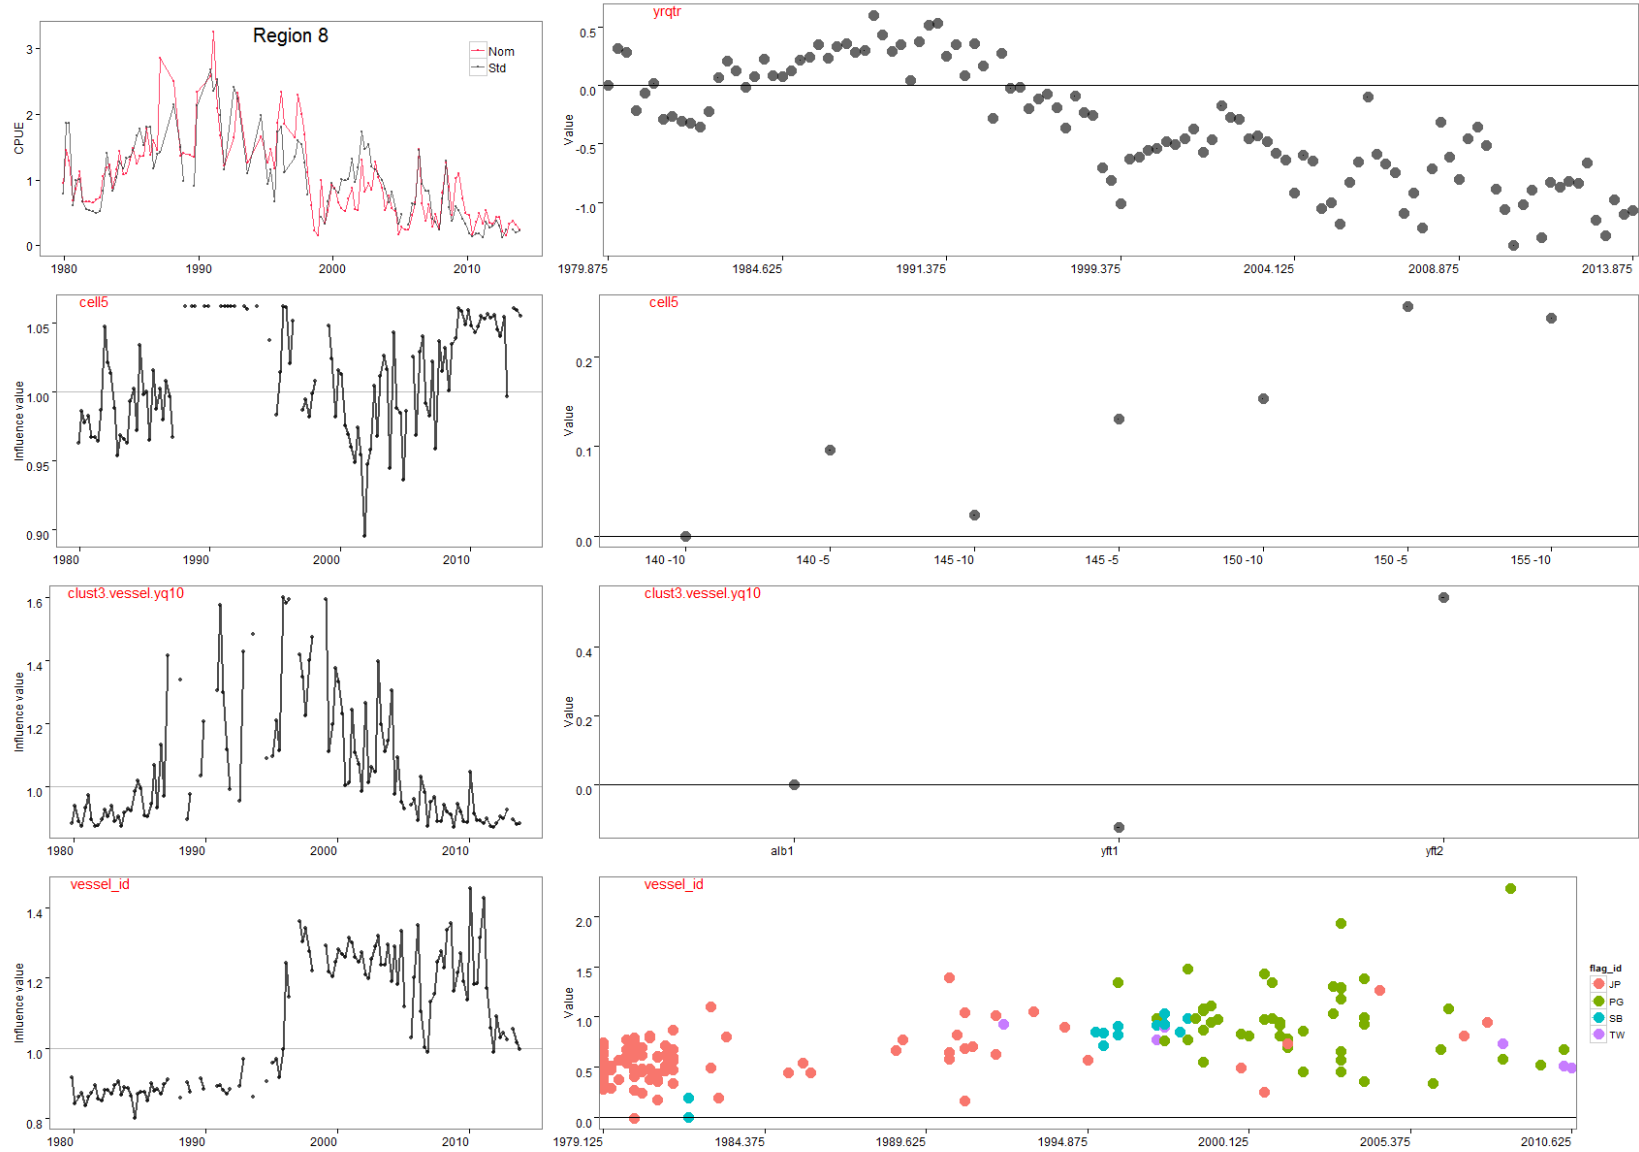 Region 8
Nom
Std
CPUE
3
2
1
0
1980 1990 2000 2010
yrqtr
Value
0.5
0.0
-0.5
-1.0
1979.875 1984.625 1991.375 1999.375 2004.125 2008.875 2013.875
cell5
Influence value
1.05
1.00
0.95
0.90
1980 1990 2000 2010
cell5
Value
0.2
0.1
0.0
140 -10 140 -5 145 -10 145 -5 150 -10 150 -5 155 -10
clust3.vessel.yq10
Influence value
1.6
1.4
1.2
1.0
1980 1990 2000 2010
clust3.vessel.yq10
Value
0.4
0.2
0.0
alb1 yft1 yft2
vessel_id
Influence value
1.4
1.2
1.0
0.8
1980 1990 2000 2010
vessel_id
Value
2.0
1.5
1.0
0.5
0.0
1979.125 1984.375 1989.625 1994.875 2000.125 2005.375 2010.625
flag_id
JP
PG
SB
TW